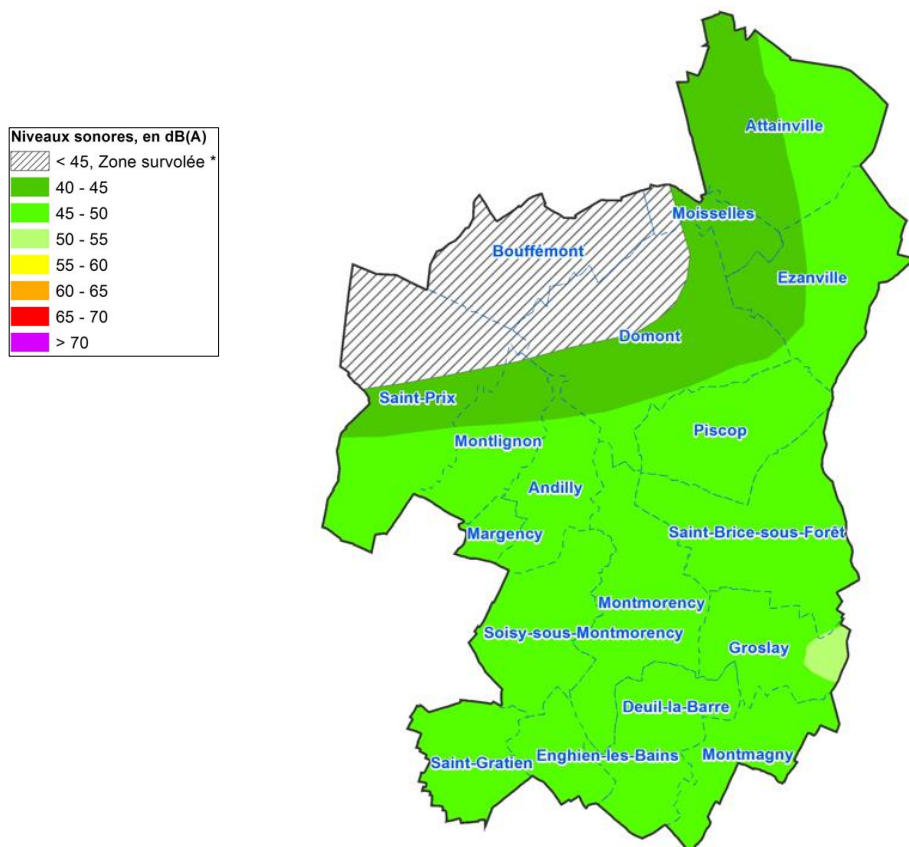 Niveaux sonores, en dB(A)
< 45, Zone survolée *
40 - 45
45 - 50
50 - 55
55 - 60
60 - 65
65 - 70
> 70
Attainville
Moisselles
Bouffémont
Ezanville
Domont
Saint-Prix
Piscop
Montlignon
Andilly
Margency
Saint-Brice-sous-Forêt
Montmorency
Soisy-sous-Montmorency
Groslay
Deuil-la-Barre
Enghien-les-Bains
Montmagny
Saint-Gratien